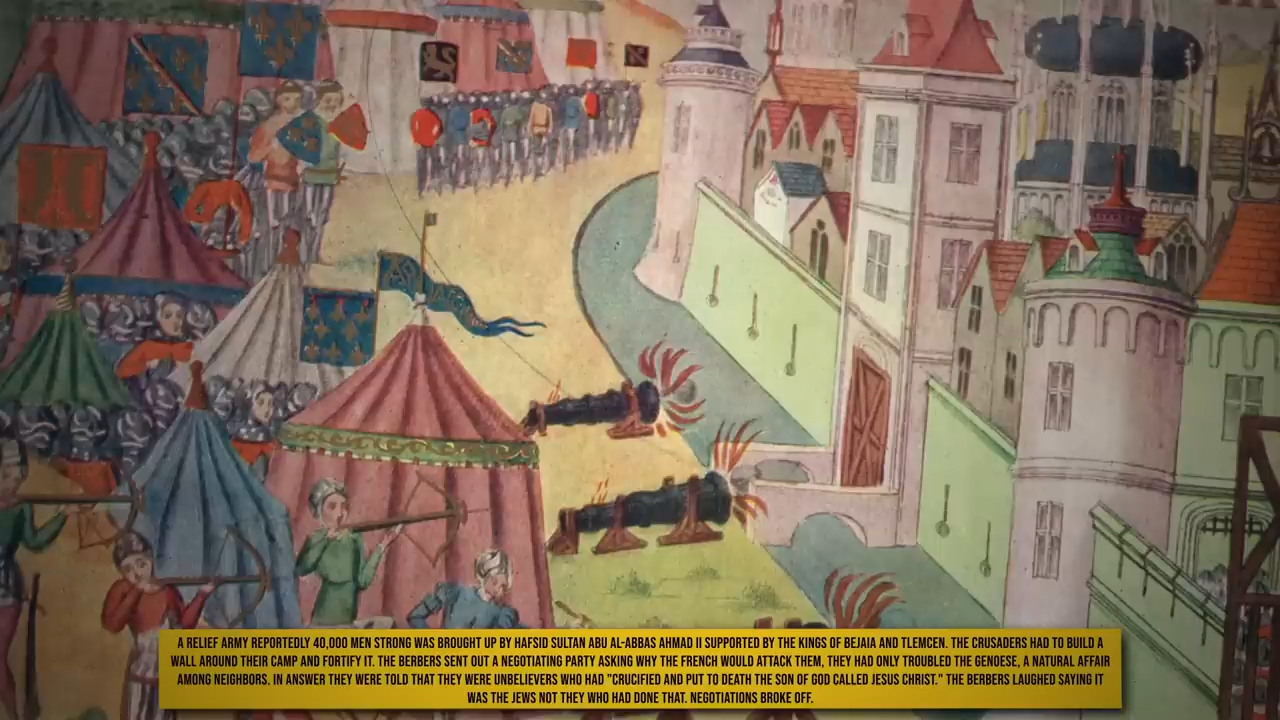 A RELIEF ARMY REPORTEDLY 40,000 MEN STRONG WAS BROUGHT UP BY HAFSID SULTAN ABU AL-ABBAS AHMAD II SUPPORTED BY THE KINGS OF BEJAIA AND TLEMCEN. THE CRUSADERS HAD TO BUILD A
WALL AROUND THEIR CAMP AND FORTIFY IT. THE BERBERS SENT OUT A NEGOTIATING PARTY ASKING WHY THE FRENCH WOULD ATTACK THEM, THEY HAD ONLY TROUBLED THE GENOESE, A NATURAL AFFAIR
AMONG NEIGHBORS. IN ANSWER THEY WERE TOLD THAT THEY WERE UNBELIEVERS WHO HAD "CRUCIFIED AND PUT TO DEATH THE SON OF GOD CALLED JESUS CHRIST." THE BERBERS LAUGHED SAYING IT
WAS THE JEWS NOT THEY WHO HAD DONE THAT. NEGOTIATIONS BROKE OFF.